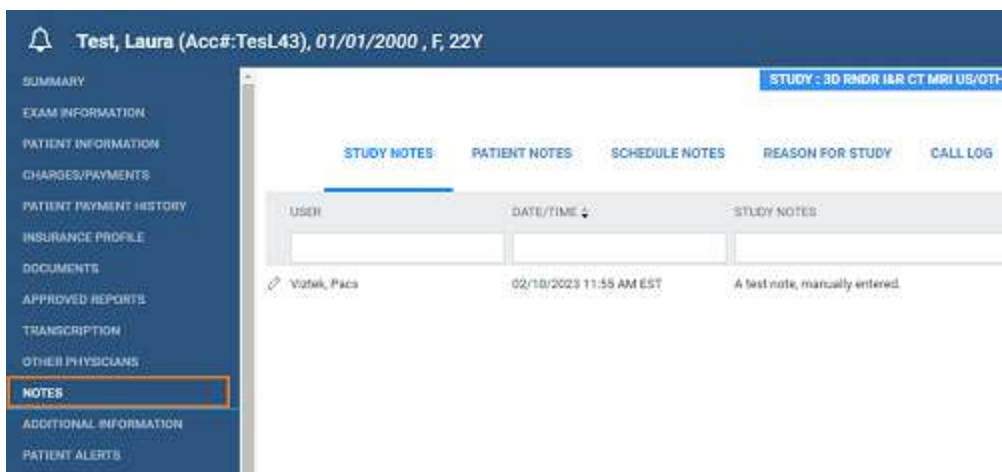 Test, Laura (Acc#:TesL43), 01/01/2000 , F, 22Y
SUMMARY
EXAM INFORMATION
PATIENT INFORMATION
CHARGES/PAYMENTS
PATIENT PAYMENT HISTORY
INSURANCE PROFILE
DOCUMENTS
APPROVED REPORTS
TRANSCRIPTION
OTHER PHYSICIANS
NOTES
ADDITIONAL INFORMATION
PATIENT ALERTS
STUDY : 3D RNDR I&R CT MRI US/OTH
STUDY NOTES PATIENT NOTES SCHEDULE NOTES REASON FOR STUDY CALL LOG
USER DATE/TIME STUDY NOTES
Viztek, Pacs 02/10/2023 11:55 AM EST A test note, manually entered.